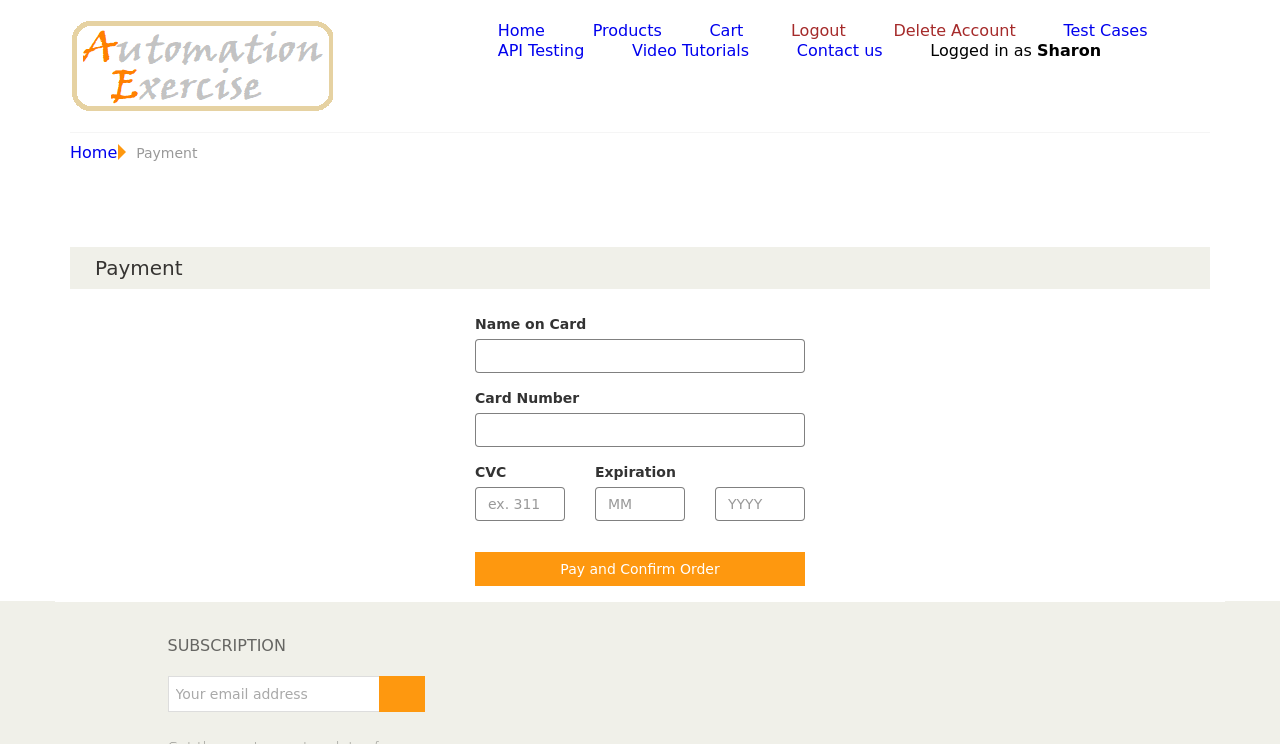 Automation
Exercise
Home Products Cart Logout Delete Account Test Cases
API Testing Video Tutorials Contact us Logged in as Sharon
Home Payment
Payment
Name on Card
Card Number
CVC Expiration
ex. 311 MM YYYY
Pay and Confirm Order
SUBSCRIPTION
Your email address